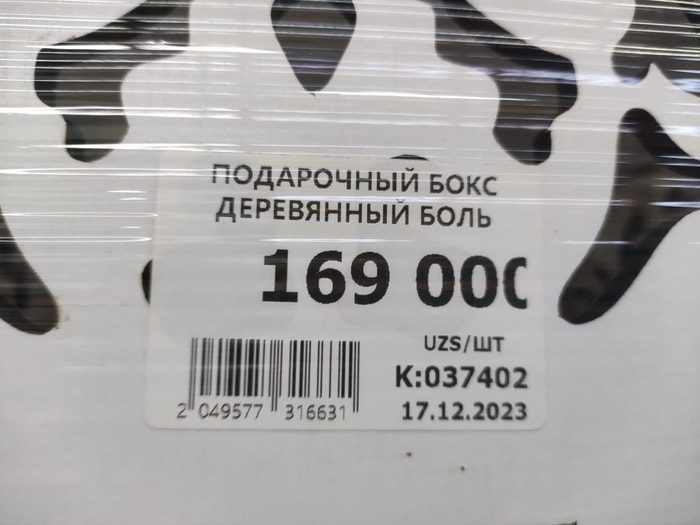 ПОДАРОЧНЫЙ БОКС
ДЕРЕВЯННЫЙ БОЛЬ
169 000
UZS/ШТ
K:037402
2 049577 316631
17.12.2023